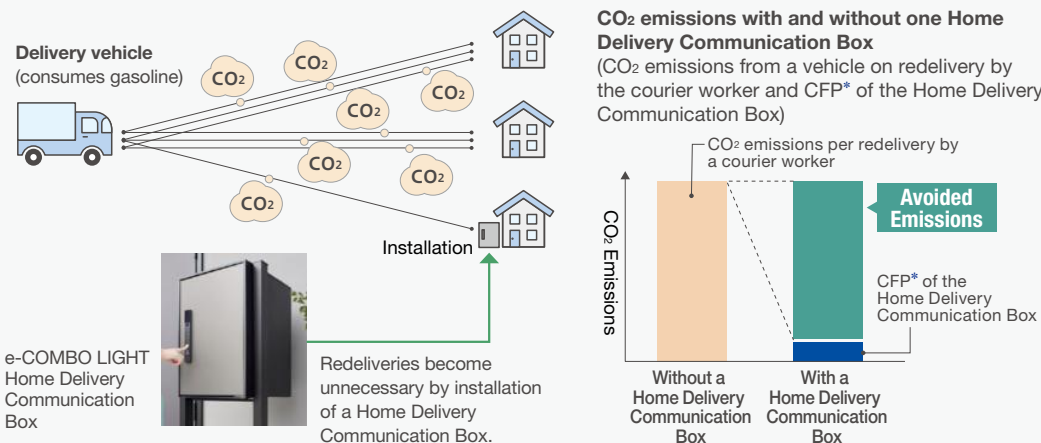 Delivery vehicle
(consumes gasoline)
CO2
CO2
CO2
CO2
CO2
CO2
CO2
CO2
Installation
e-COMBO LIGHT
Home Delivery
Communication
Box
Redeliveries become
unnecessary by installation
of a Home Delivery
Communication Box.
CO2 emissions with and without one Home
Delivery Communication Box
(CO2 emissions from a vehicle on redelivery by
the courier worker and CFP* of the Home Delivery
Communication Box)
CO2 emissions per redelivery by
a courier worker
CO2 Emissions
Avoided
Emissions
CFP* of the
Home Delivery
Communication Box
Without a
Home Delivery
Communication
Box
With a
Home Delivery
Communication
Box